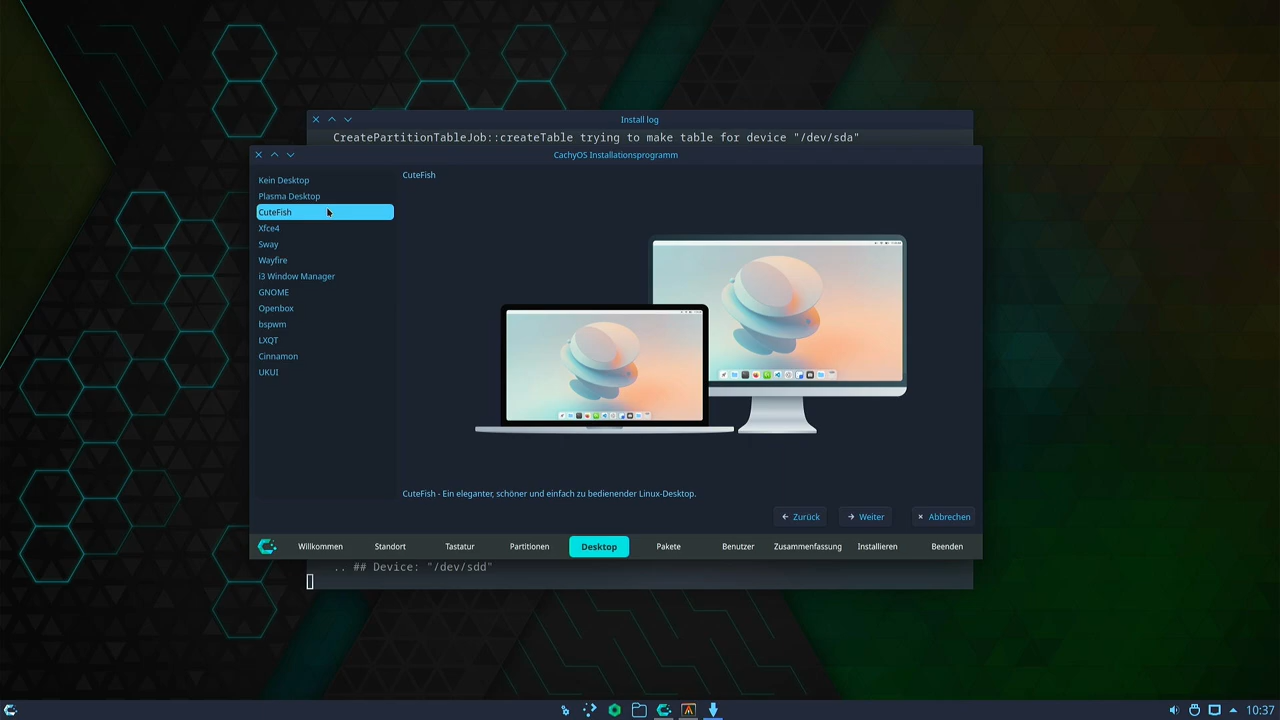 Install log
CreatePartitionTableJob::createTable trying to make table for device "/dev/sda"
CachyOS Installationsprogramm
Kein Desktop
Plasma Desktop
CuteFish
Xfce4
Sway
Wayfire
i3 Window Manager
GNOME
Openbox
bspwm
LXQT
Cinnamon
UKUI
CuteFish
CuteFish - Ein eleganter, schöner und einfach zu bedienender Linux-Desktop.
Zurück Weiter Abbrechen
Willkommen Standort Tastatur Partitionen Desktop Pakete Benutzer Zusammenfassung Installieren Beenden
.. ## Device: "/dev/sdd"
10:37